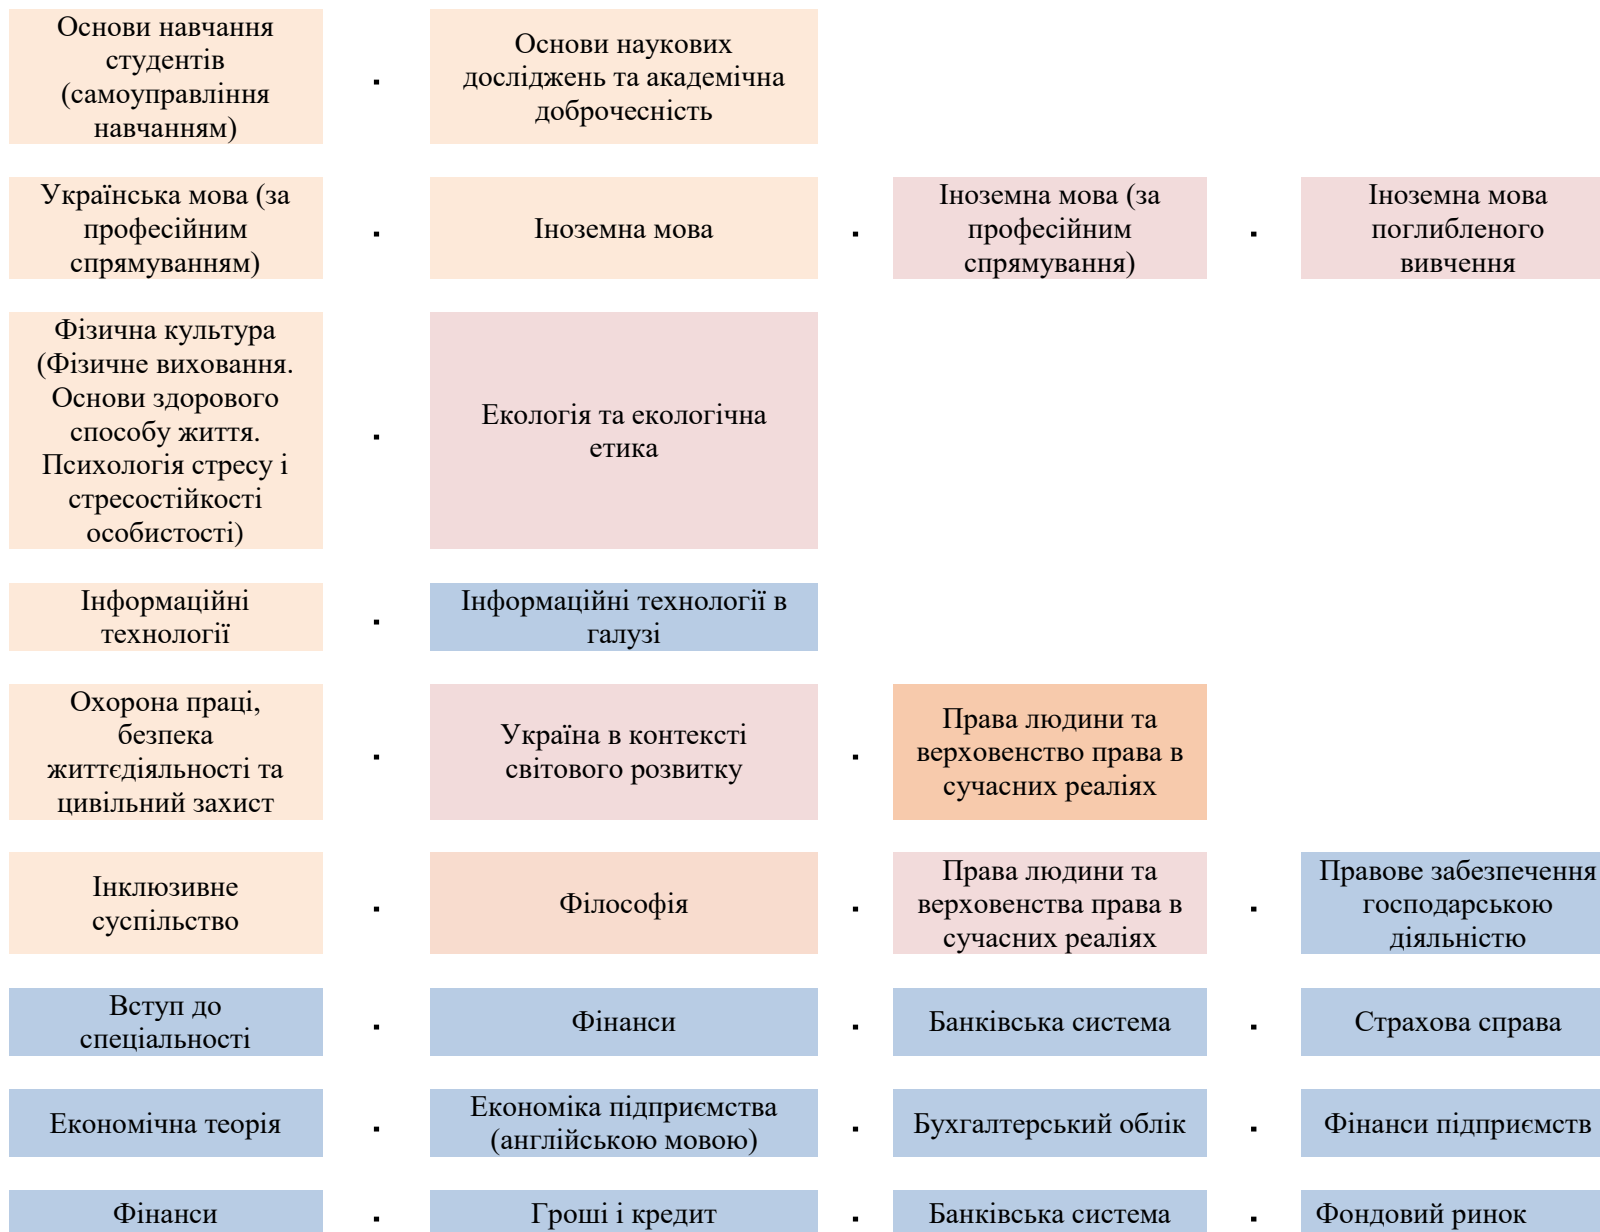 Основи навчання
студентів
(самоуправління
навчанням)
Основи наукових
досліджень та академічна
доброчесність
Українська мова (за
професійним
спрямуванням)
Іноземна мова
Іноземна мова (за
професійним
спрямування)
Іноземна мова
поглибленого
вивчення
Фізична культура
(Фізичне виховання.
Основи здорового
способу життя.
Психологія стресу і
стресостійкості
особистості)
Екологія та екологічна
етика
Інформаційні
технології
Інформаційні технології в
галузі
Охорона праці,
безпека
життєдіяльності та
цивільний захист
Україна в контексті
світового розвитку
Права людини та
верховенство права в
сучасних реаліях
Інклюзивне
суспільство
Філософія
Права людини та
верховенства права в
сучасних реаліях
Правове забезпечення
господарською
діяльністю
Вступ до
спеціальності
Фінанси
Банківська система
Страхова справа
Економічна теорія
Економіка підприємства
(англійською мовою)
Бухгалтерський облік
Фінанси підприємств
Фінанси
Гроші і кредит
Банківська система
Фондовий ринок